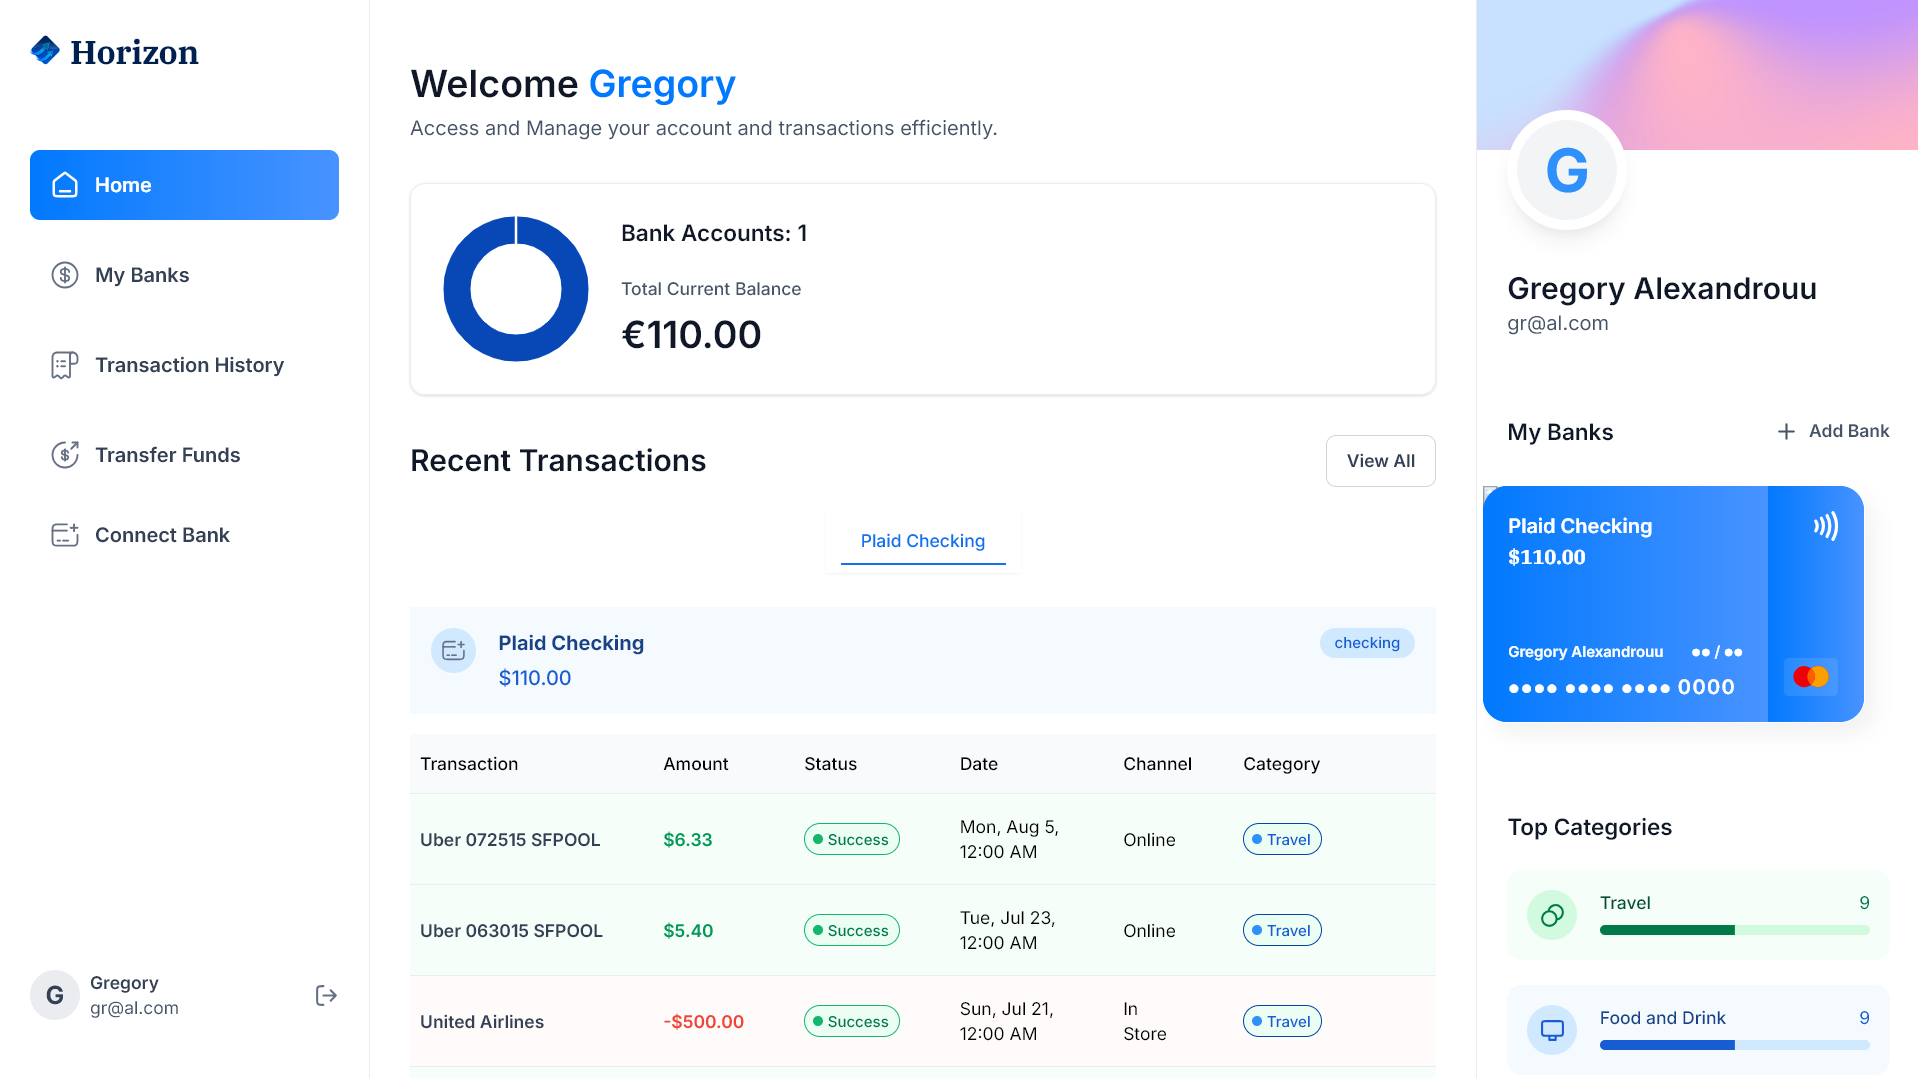 Horizon
Home
My Banks
Transaction History
Transfer Funds
Connect Bank
G
Gregory
gr@al.com
Welcome Gregory
Access and Manage your account and transactions efficiently.
Bank Accounts: 1
Total Current Balance
€110.00
Recent Transactions
View All
Plaid Checking
Plaid Checking
$110.00
checking
Transaction Amount Status Date Channel Category
Uber 072515 SFPOOL $6.33 Success Mon, Aug 5, 12:00 AM Online Travel
Uber 063015 SFPOOL $5.40 Success Tue, Jul 23, 12:00 AM Online Travel
United Airlines -$500.00 Success Sun, Jul 21, 12:00 AM In Store Travel
G
Gregory Alexandrouu
gr@al.com
My Banks
Add Bank
Plaid Checking
$110.00
Gregory Alexandrouu ●● / ●●
●●●● ●●●● ●●●● 0000
Top Categories
Travel 9
Food and Drink 9